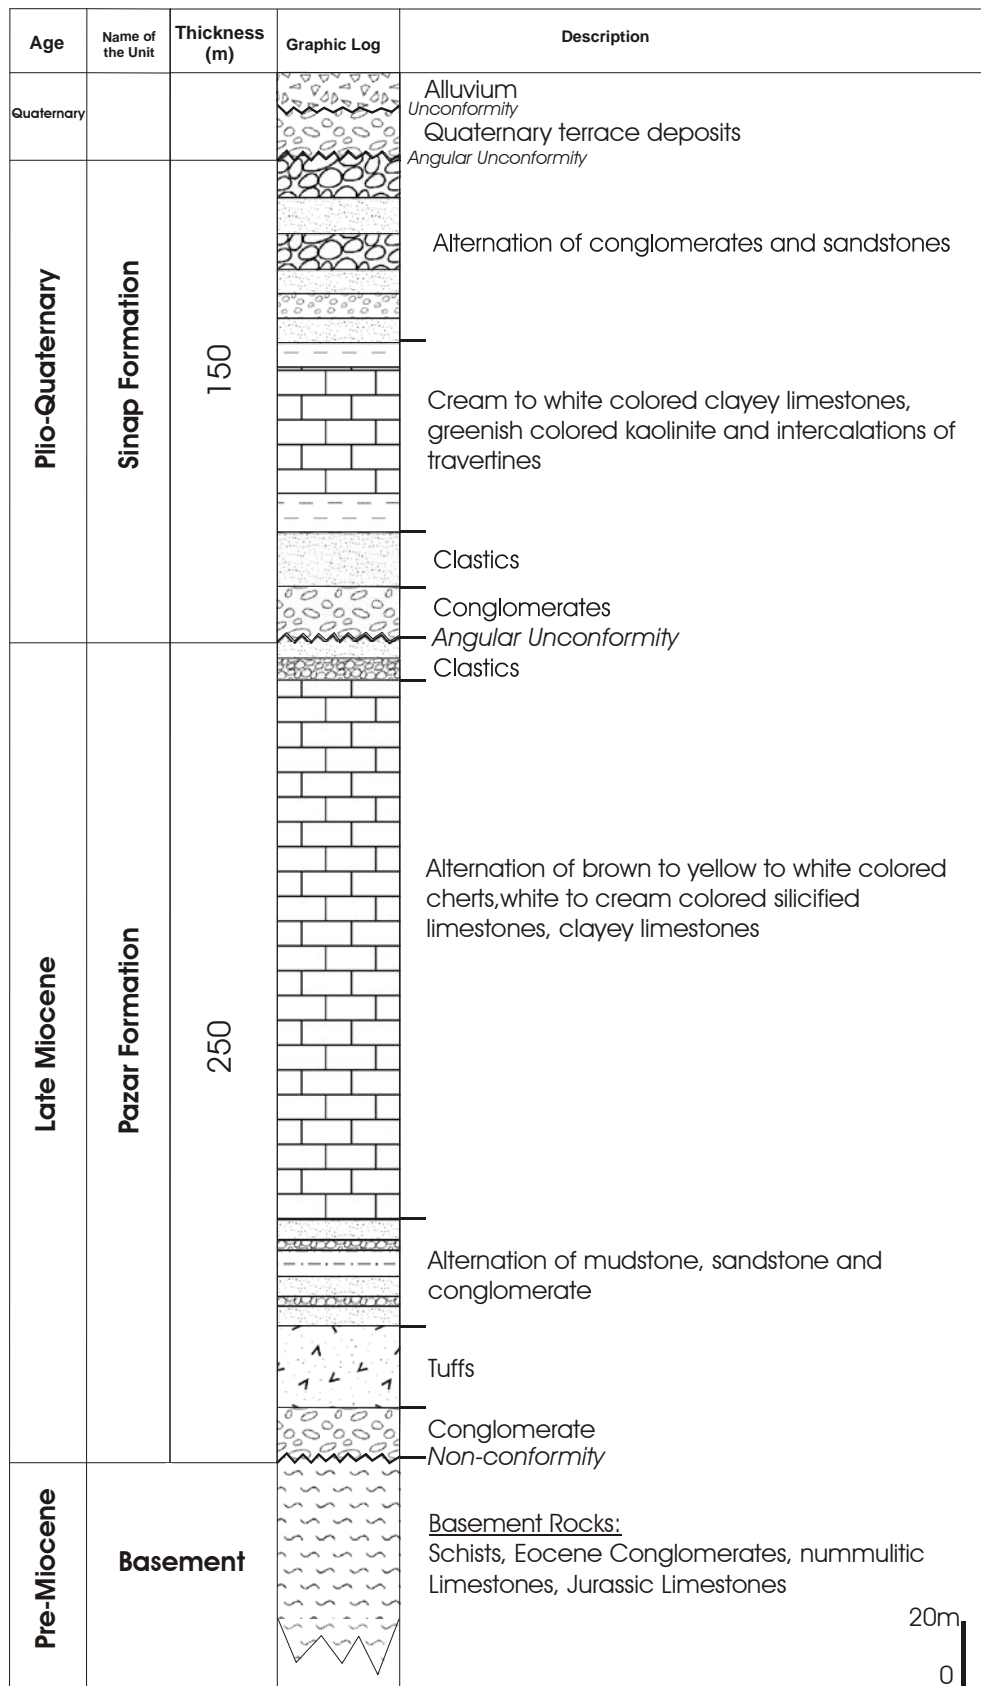 Age
Name of
the Unit
Thickness
(m)
Graphic Log
Description
Quaternary
Alluvium
Unconformity
Quaternary terrace deposits
Angular Unconformity
Plio-Quaternary
Sinap Formation
150
Alternation of conglomerates and sandstones
Cream to white colored clayey limestones,
greenish colored kaolinite and intercalations of
travertines
Clastics
Conglomerates
Angular Unconformity
Late Miocene
Pazar Formation
250
Clastics
Alternation of brown to yellow to white colored
cherts,white to cream colored silicified
limestones, clayey limestones
Alternation of mudstone, sandstone and
conglomerate
Tuffs
Conglomerate
Non-conformity
Pre-Miocene
Basement
Basement Rocks:
Schists, Eocene Conglomerates, nummulitic
Limestones, Jurassic Limestones
20m
0